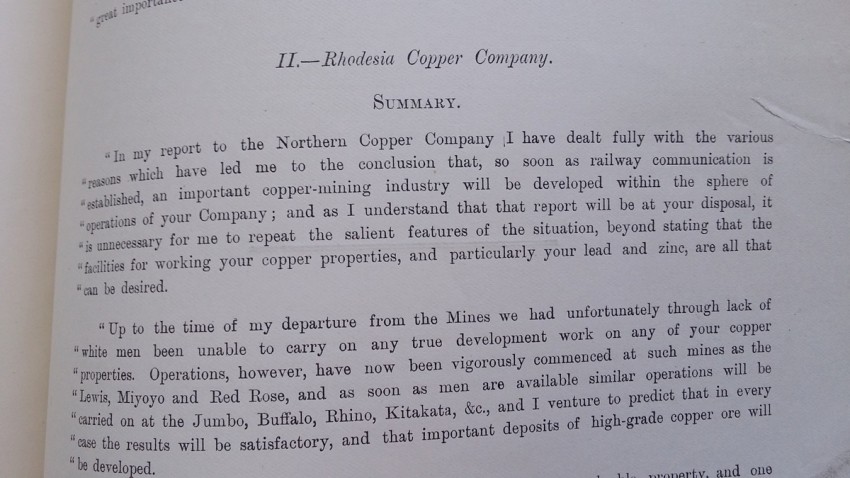 "great
II.—Rhodesia Copper Company.
SUMMARY.
"In my report to the Northern Copper Company I have dealt fully with the various
"reasons which have led me to the conclusion that, so soon as railway communication is
"established, an important copper-mining industry will be developed within the sphere of
"operations of your Company; and as I understand that that report will be at your disposal, it
"is unnecessary for me to repeat the salient features of the situation, beyond stating that the
"facilities for working your copper properties, and particularly your lead and zinc, are all that
"can be desired.
"Up to the time of my departure from the Mines we had unfortunately through lack of
"white men been unable to carry on any true development work on any of your copper
"properties. Operations, however, have now been vigorously commenced at such mines as the
"Lewis, Miyoyo and Red Rose, and as soon as men are available similar operations will be
"carried on at the Jumbo, Buffalo, Rhino, Kitakata, &c., and I venture to predict that in every
"case the results will be satisfactory, and that important deposits of high-grade copper ore will
"be developed.
property, and one